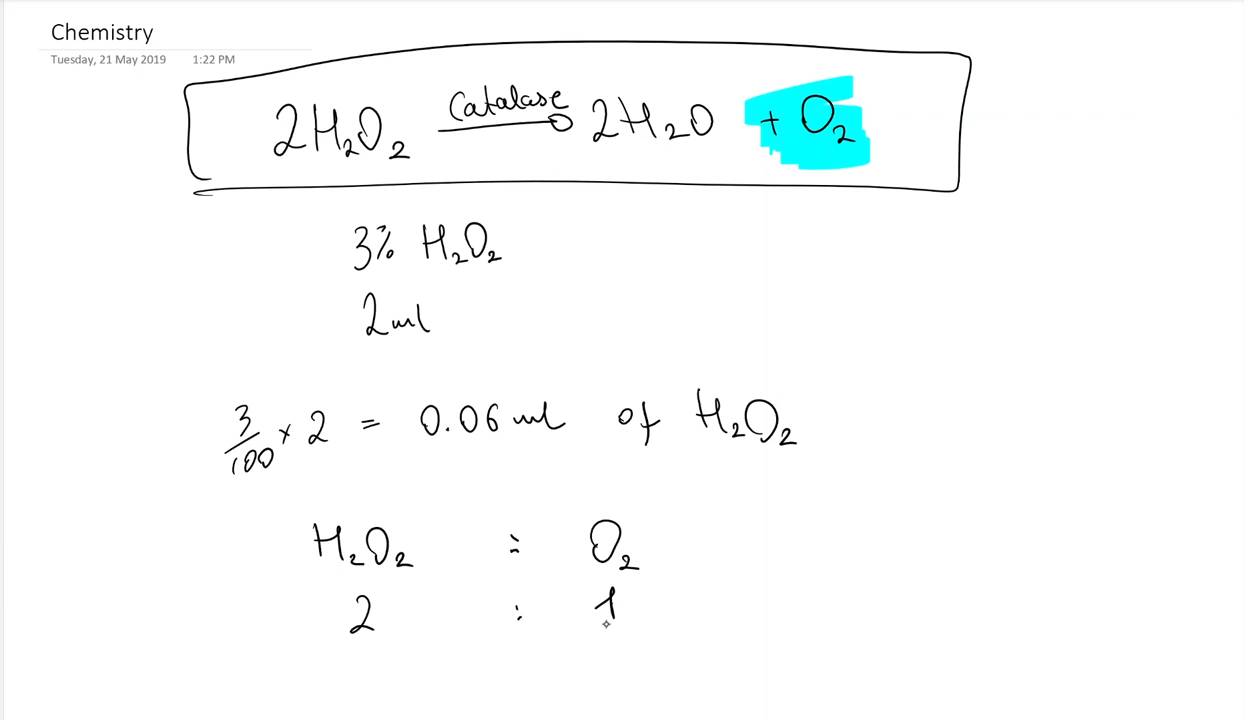 Chemistry
Tuesday, 21 May 2019 1:22 PM
2H₂O₂ Catalase → 2H₂O + O₂
3% H₂O₂
2ml
3/100 × 2 = 0.06 ml of H₂O₂
H₂O₂ : O₂
2 : 1